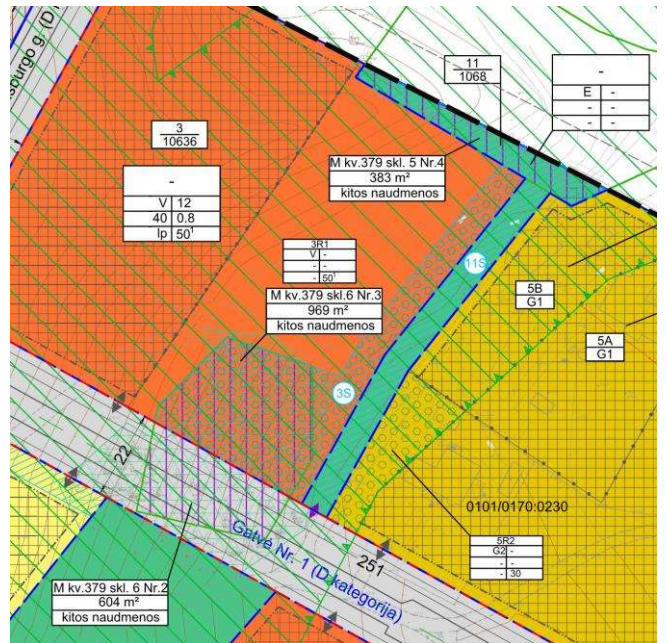 sburgo g. (D
11
1068
-
E -
- -
- -
3
10636
-
V 12
40 0.8
Ip 50¹
M kv.379 skl. 5 Nr.4
383 m²
kitos naudmenos
3R1
V -
- -
- 50¹
M kv.379 skl.6 Nr.3
969 m²
kitos naudmenos
11S
5B
G1
5A
G1
3S
22
0101/0170:0230
Gatvė Nr. 1 (D kategorija)
251
5R2
G2 -
- -
- 30
M kv.379 skl. 6 Nr.2
604 m²
kitos naudmenos